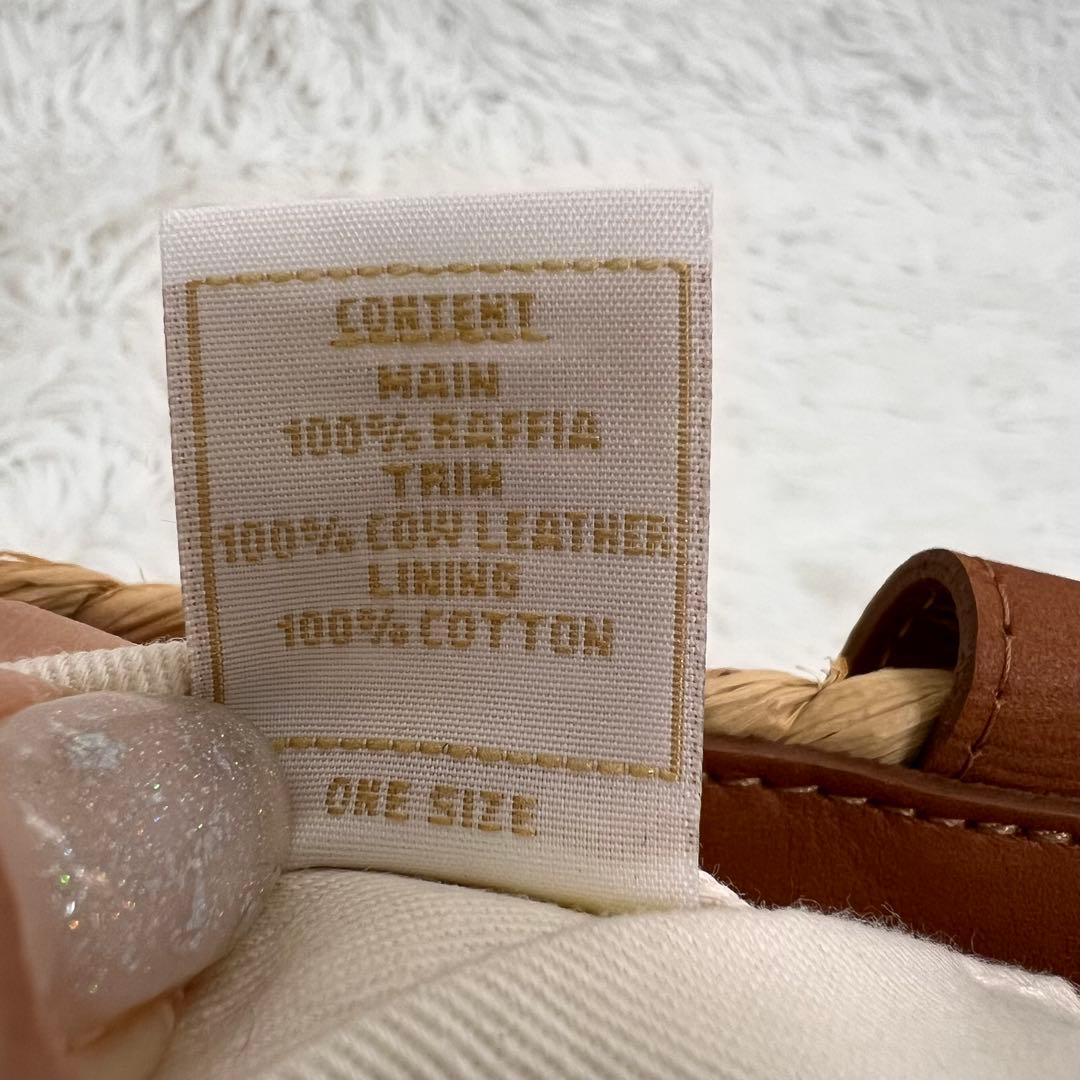 CONTENT
MAIN
100% RAFFIA
TRIM
100% COW LEATHER
LINING
100% COTTON
ONE SIZE